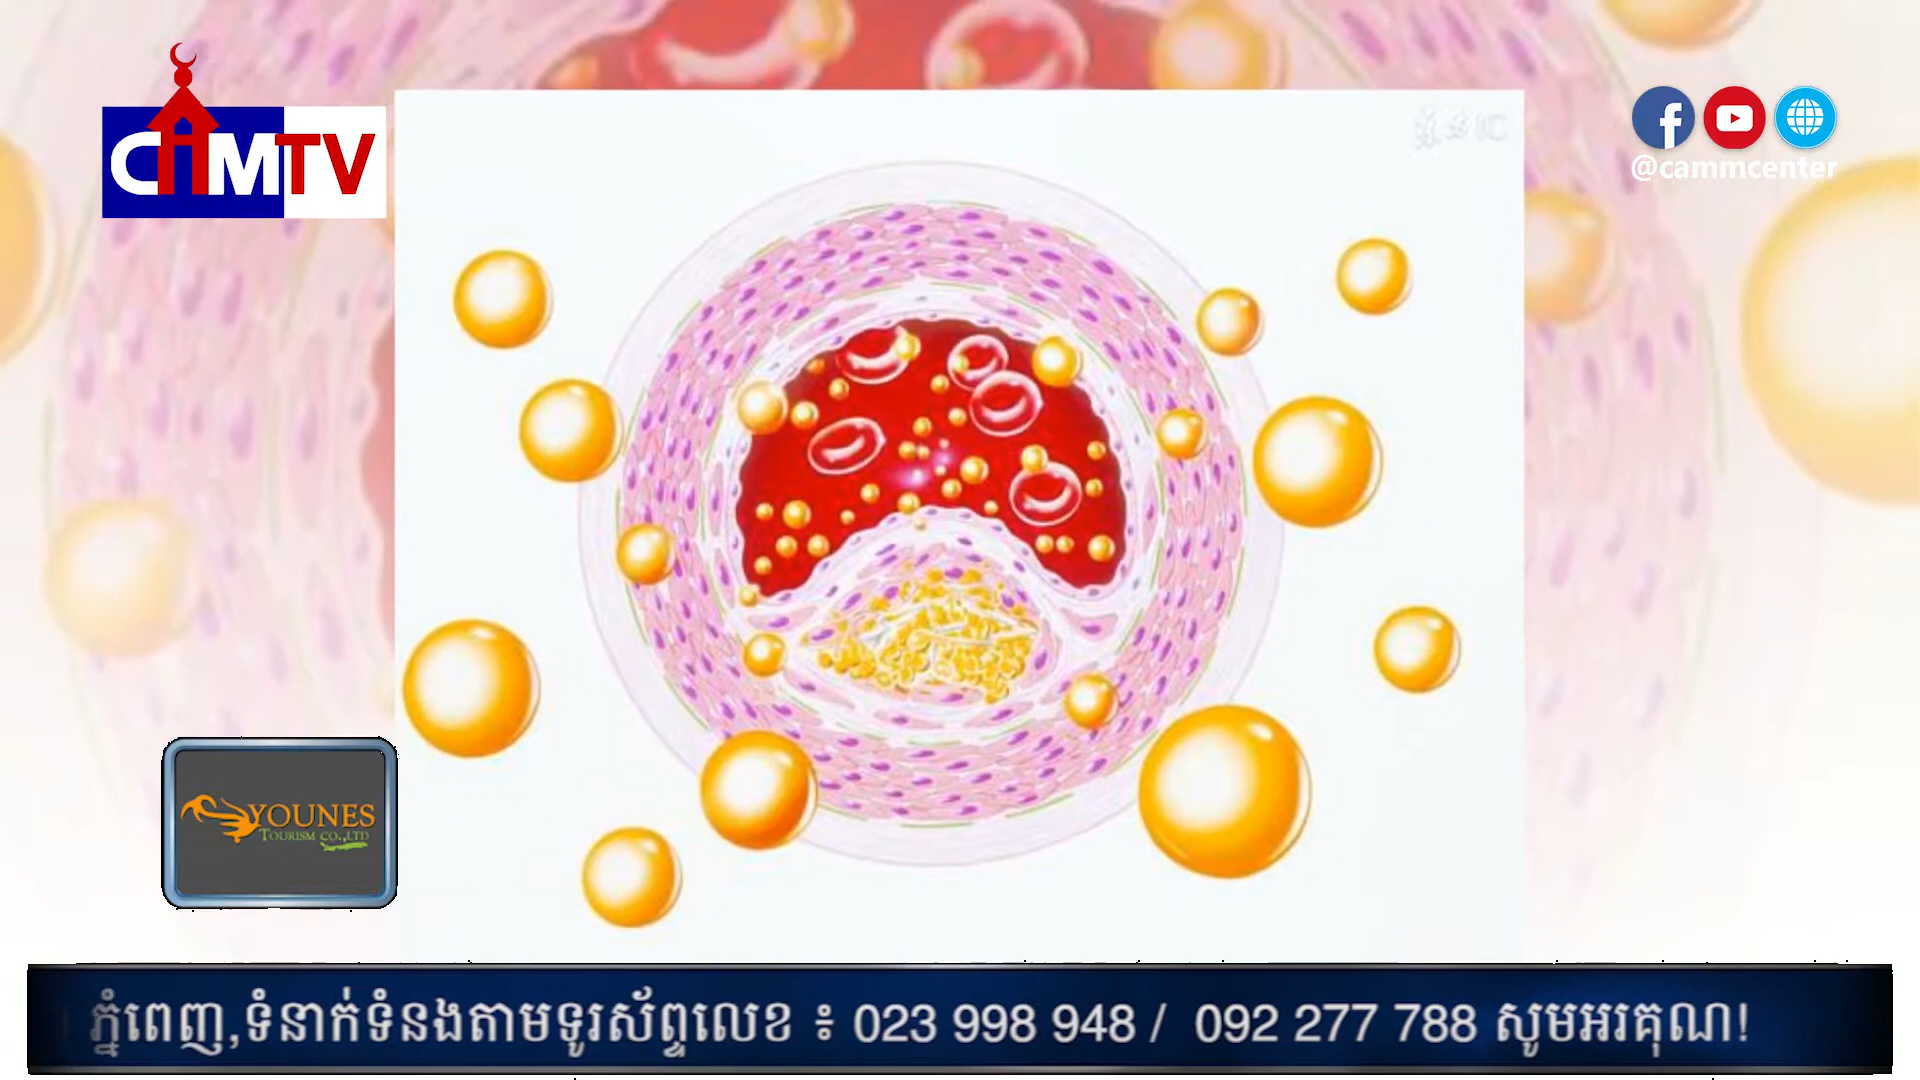 CAMTV
@cammcenter
YOUNES
TOURISM CO.,LTD
ភ្នំពេញ,ទំនាក់ទំនងតាមទូរស័ព្ទលេខ ៖ 023 998 948 / 092 277 788 សូមអរគុណ!